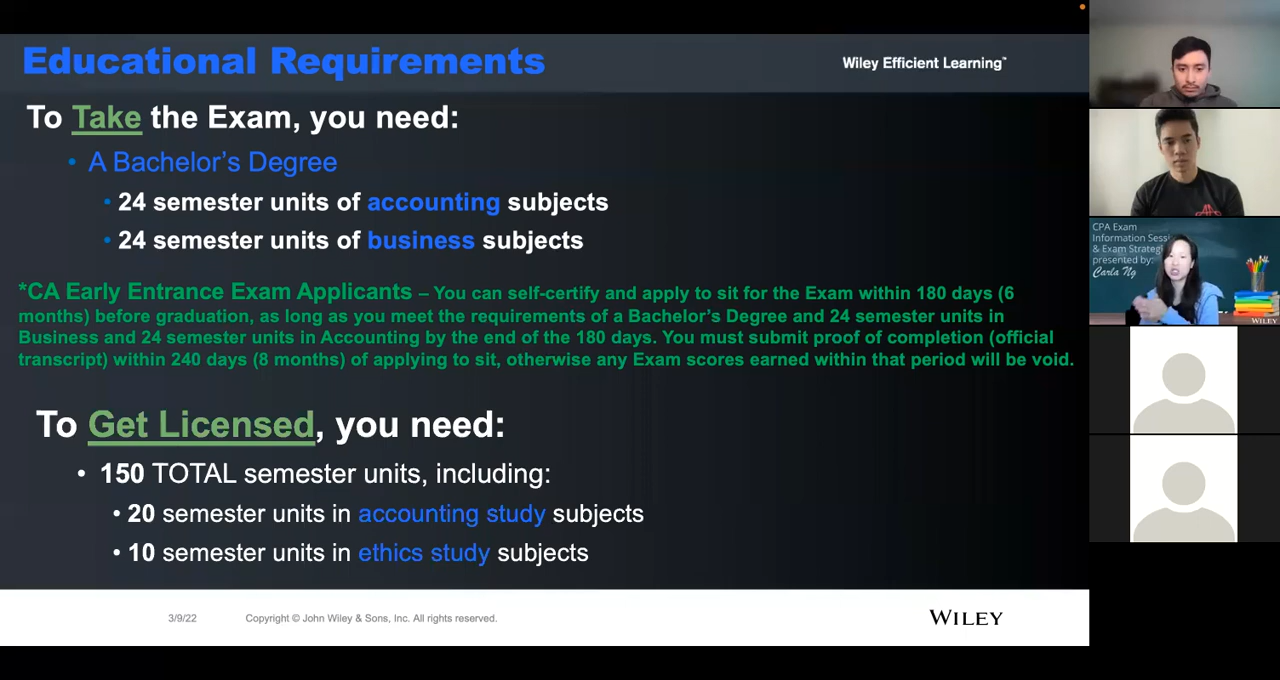 Educational Requirements
Wiley Efficient Learning™
To Take the Exam, you need:
• A Bachelor's Degree
• 24 semester units of accounting subjects
• 24 semester units of business subjects
*CA Early Entrance Exam Applicants – You can self-certify and apply to sit for the Exam within 180 days (6
months) before graduation, as long as you meet the requirements of a Bachelor's Degree and 24 semester units in
Business and 24 semester units in Accounting by the end of the 180 days. You must submit proof of completion (official
transcript) within 240 days (8 months) of applying to sit, otherwise any Exam scores earned within that period will be void.
To Get Licensed, you need:
• 150 TOTAL semester units, including:
• 20 semester units in accounting study subjects
• 10 semester units in ethics study subjects
3/9/22
Copyright © John Wiley & Sons, Inc. All rights reserved.
WILEY
CPA Exam
Information Sess
& Exam Strategi
presented by:
Carla Ng
WILEY